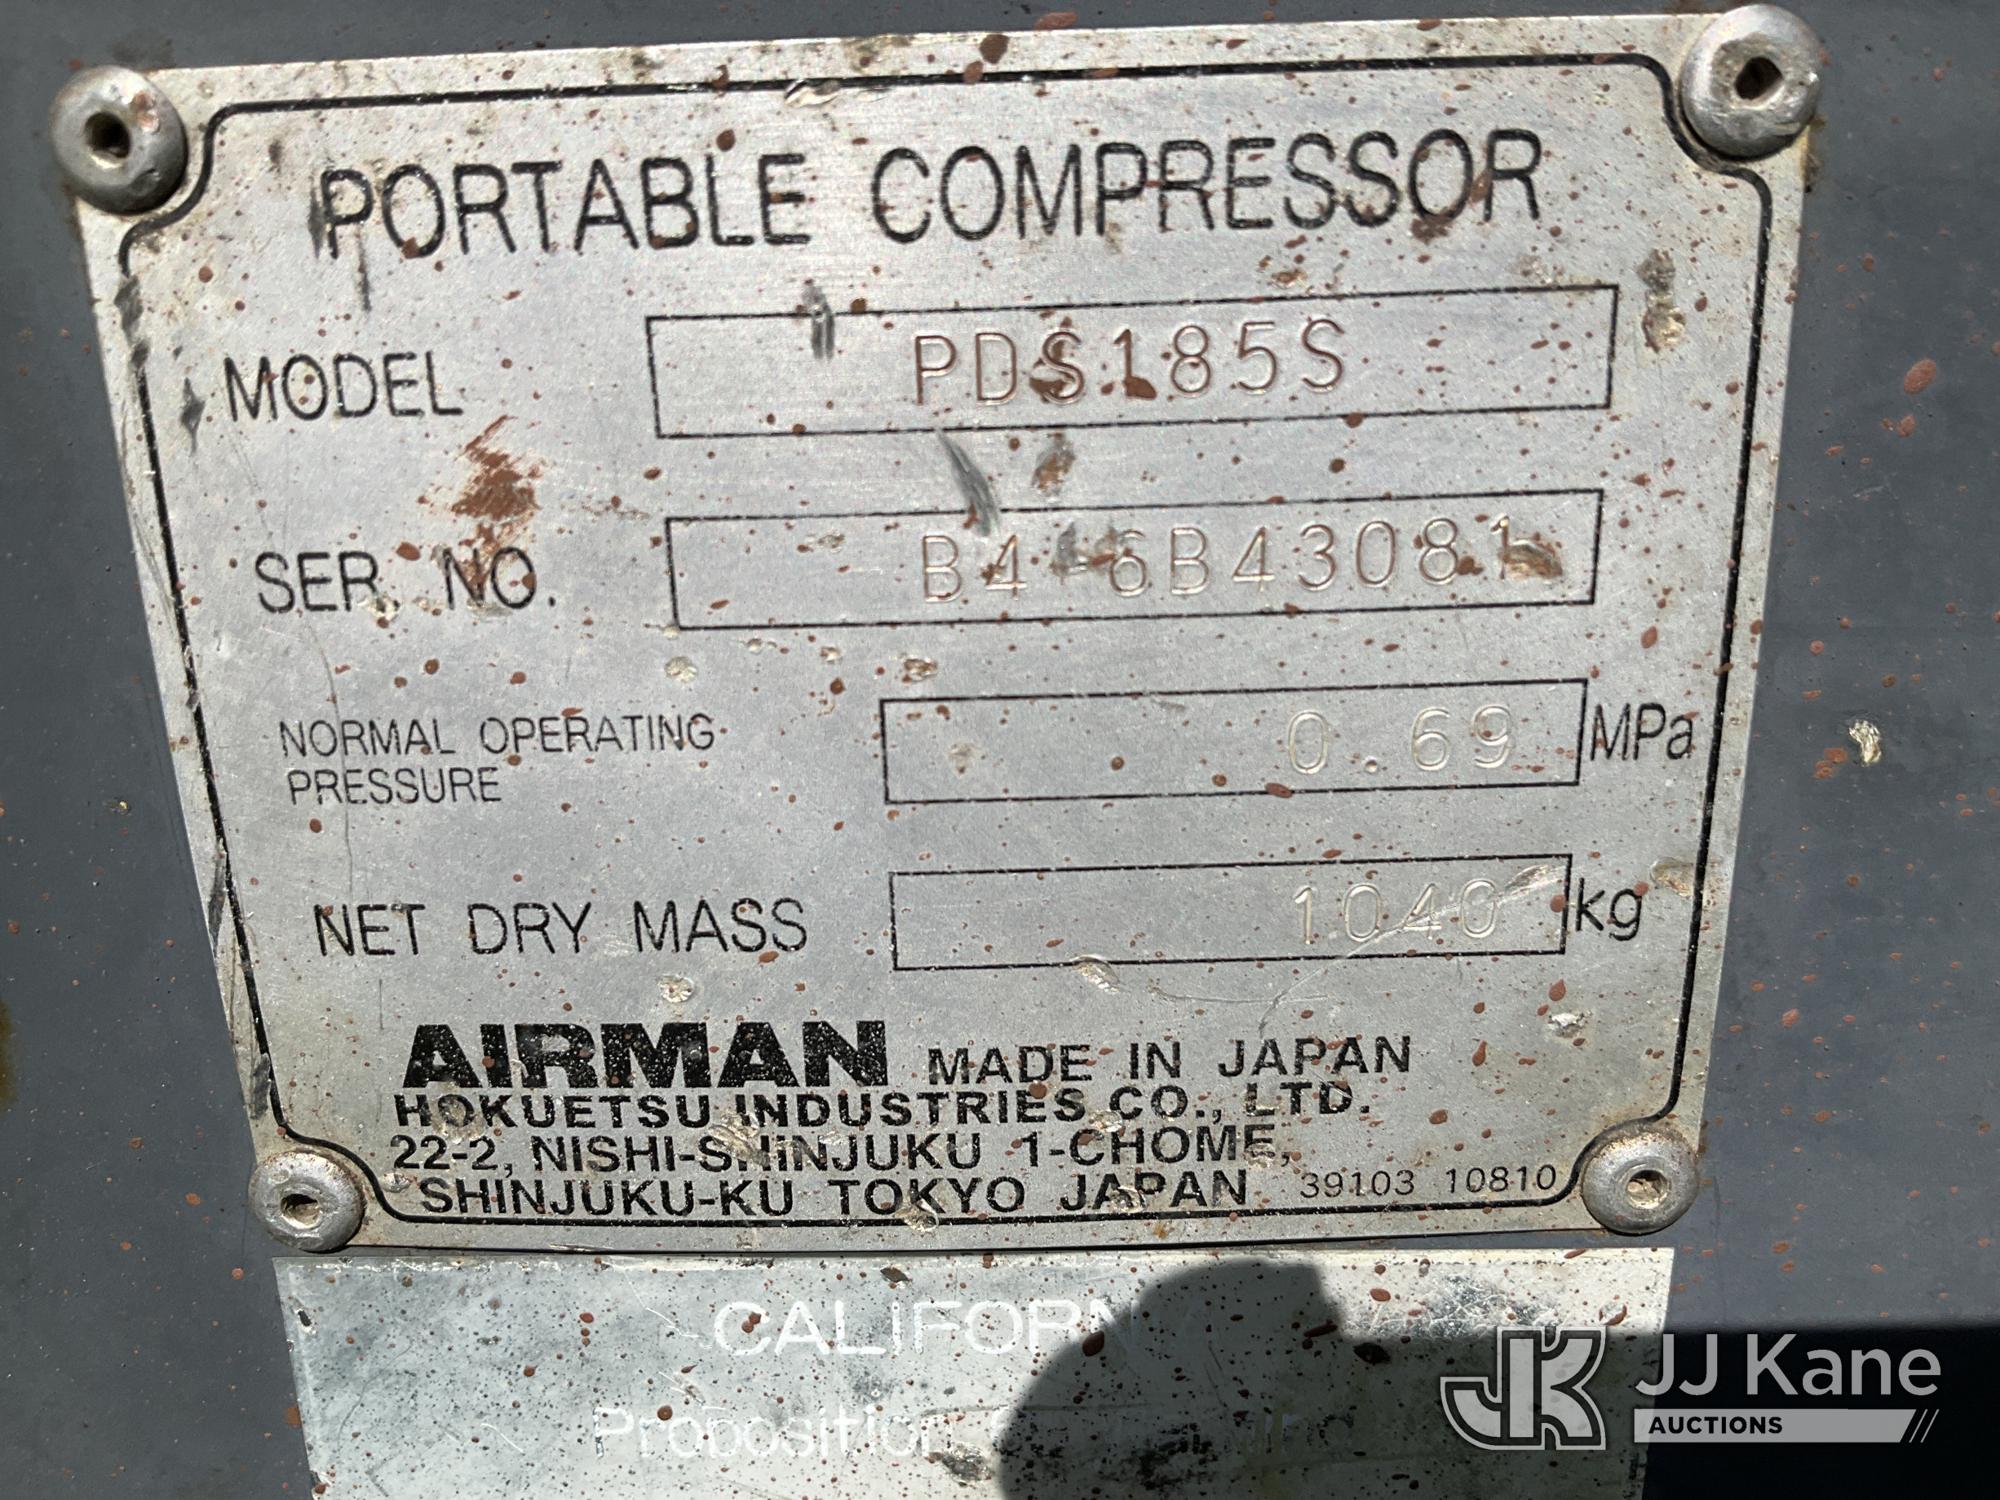 PORTABLE COMPRESSOR
MODEL PDS185S
SER. NO. B4-6B43081
NORMAL OPERATING
PRESSURE 0.69 MPa
NET DRY MASS 1040 kg
AIRMAN MADE IN JAPAN
HOKUETSU INDUSTRIES CO., LTD.
22-2, NISHI-SHINJUKU 1-CHOME,
SHINJUKU-KU TOKYO JAPAN 39103 10810
Proposition
JK JJ Kane
AUCTIONS